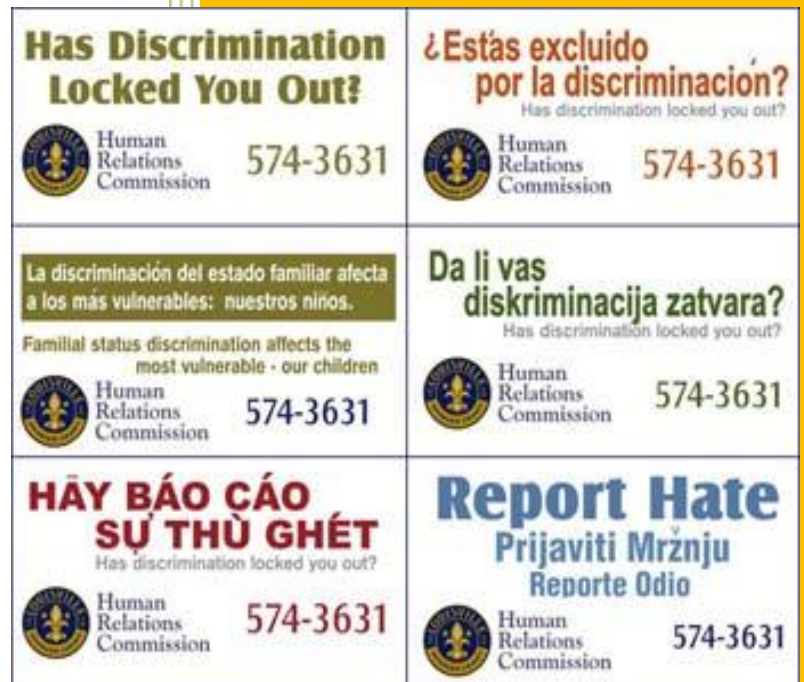 Has Discrimination
Locked You Out?
Human
Relations
Commission
574-3631
¿Estás excluido
por la discriminación?
Has discrimination locked you out?
Human
Relations
Commission
574-3631
La discriminación del estado familiar afecta
a los más vulnerables: nuestros niños.
Familial status discrimination affects the
most vulnerable - our children
Human
Relations
Commission
574-3631
Da li vas
diskriminacija zatvara?
Has discrimination locked you out?
Human
Relations
Commission
574-3631
HÃY BÁO CÁO
SỰ THÙ GHÉT
Has discrimination locked you out?
Human
Relations
Commission
574-3631
Report Hate
Prijaviti Mržnju
Reporte Odio
Human
Relations
Commission
574-3631